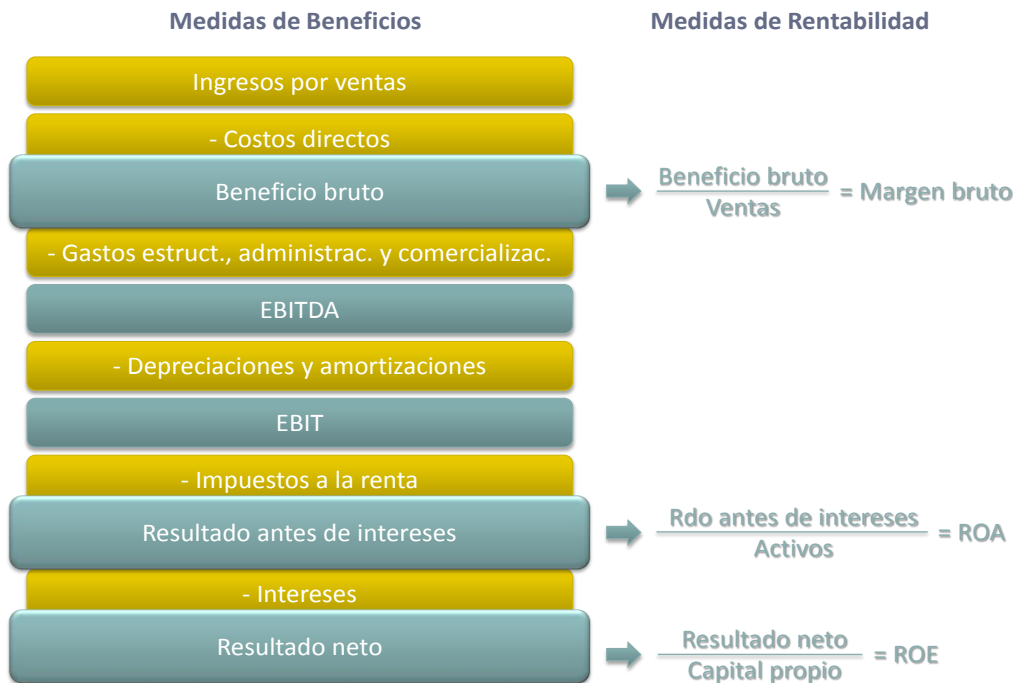 Medidas de Beneficios
Medidas de Rentabilidad
Ingresos por ventas
- Costos directos
Beneficio bruto
Beneficio bruto
Ventas
= Margen bruto
- Gastos estruct., administrac. y comercializac.
EBITDA
- Depreciaciones y amortizaciones
EBIT
- Impuestos a la renta
Resultado antes de intereses
Rdo antes de intereses
Activos
= ROA
- Intereses
Resultado neto
Resultado neto
Capital propio
= ROE